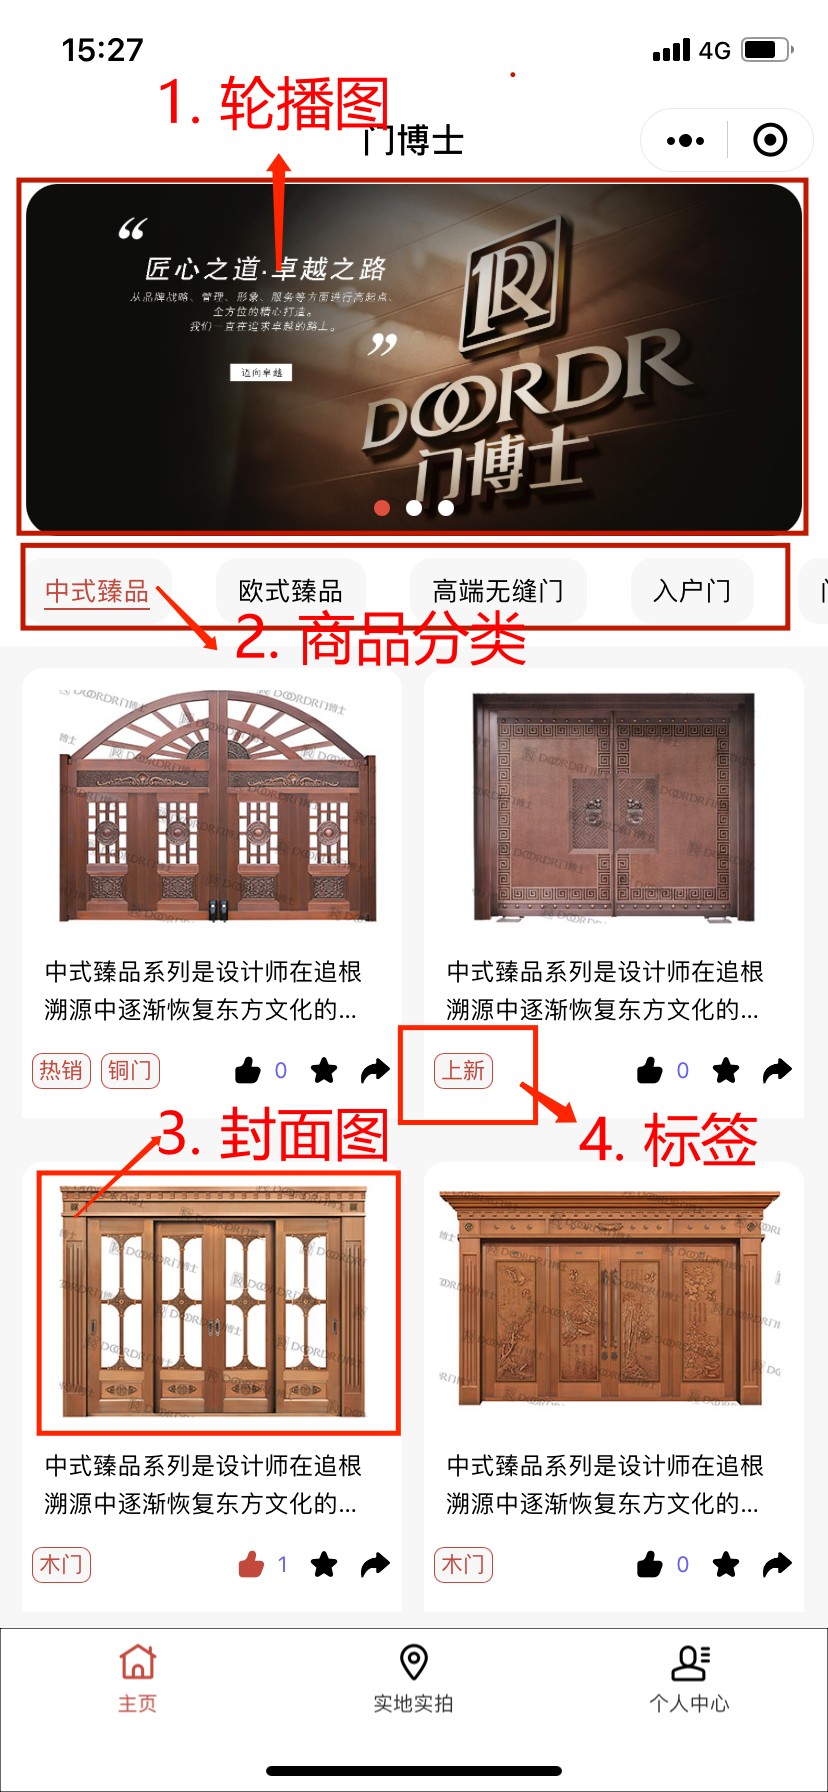 15:27
4G
1. 轮播图
门博士
匠心之道·卓越之路
从品牌战略、管理、形象、服务等方面进行高起点、
全方位的精心打造。
我们一直在追求卓越的路上。
迈向卓越
DOORDR
门博士
中式臻品
欧式臻品
高端无缝门
入户门
2. 商品分类
中式臻品系列是设计师在追根
溯源中逐渐恢复东方文化的...
热销
铜门
0
中式臻品系列是设计师在追根
溯源中逐渐恢复东方文化的...
上新
0
3. 封面图
4. 标签
中式臻品系列是设计师在追根
溯源中逐渐恢复东方文化的...
木门
1
中式臻品系列是设计师在追根
溯源中逐渐恢复东方文化的...
木门
0
主页
实地实拍
个人中心